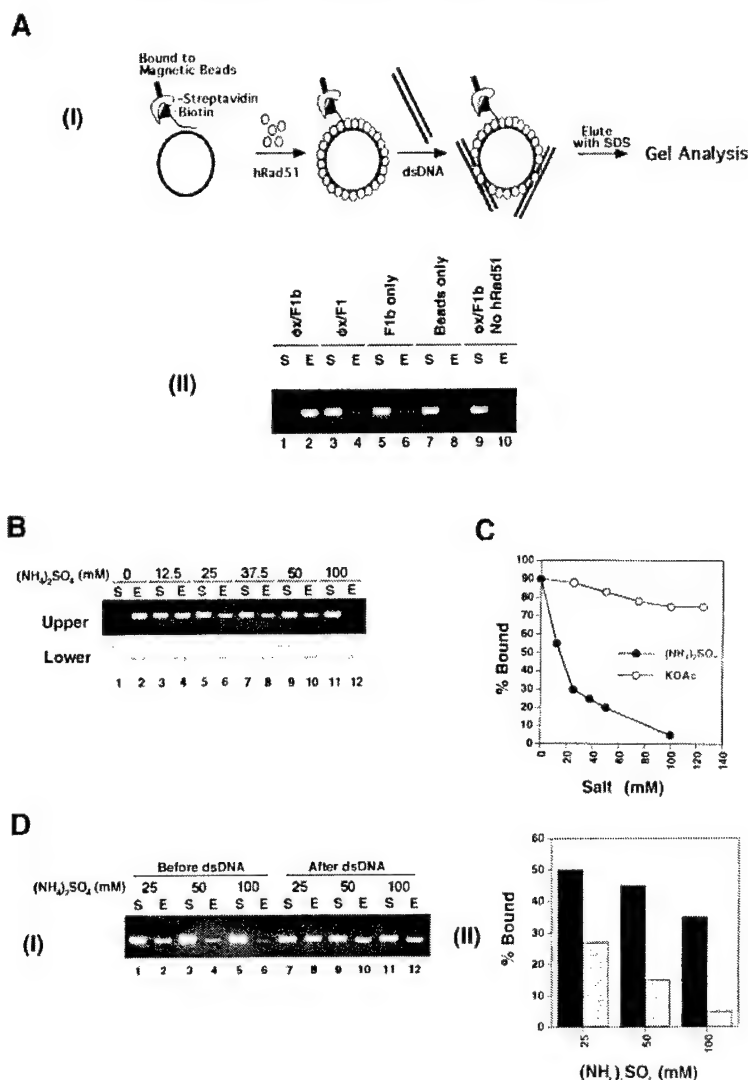 A
Bound to
Magnetic Beads
-Streptavidin
Biotin
(I)
hRad51
dsDNA
Elute
with SDS
Gel Analysis
øx/F1b
øx/F1
F1b only
Beads only
øx/F1b
No hRad51
S E S E S E S E S E
(II)
1 2 3 4 5 6 7 8 9 10
B
(NH₄)₂SO₄ (mM) 0 12.5 25 37.5 50 100
S E S E S E S E S E S E
Upper
Lower
1 2 3 4 5 6 7 8 9 10 11 12
C
100
90
80
70
60
50
40
30
20
10
0
% Bound
(NH₄)₂SO₄
KOAc
0 20 40 60 80 100 120 140
Salt (mM)
D
Before dsDNA After dsDNA
(NH₄)₂SO₄ (mM) 25 50 100 25 50 100
S E S E S E S E S E S E
(I)
1 2 3 4 5 6 7 8 9 10 11 12
(II)
60
50
40
30
20
10
0
% Bound
25 50 100
(NH₄)₂SO₄ (mM)